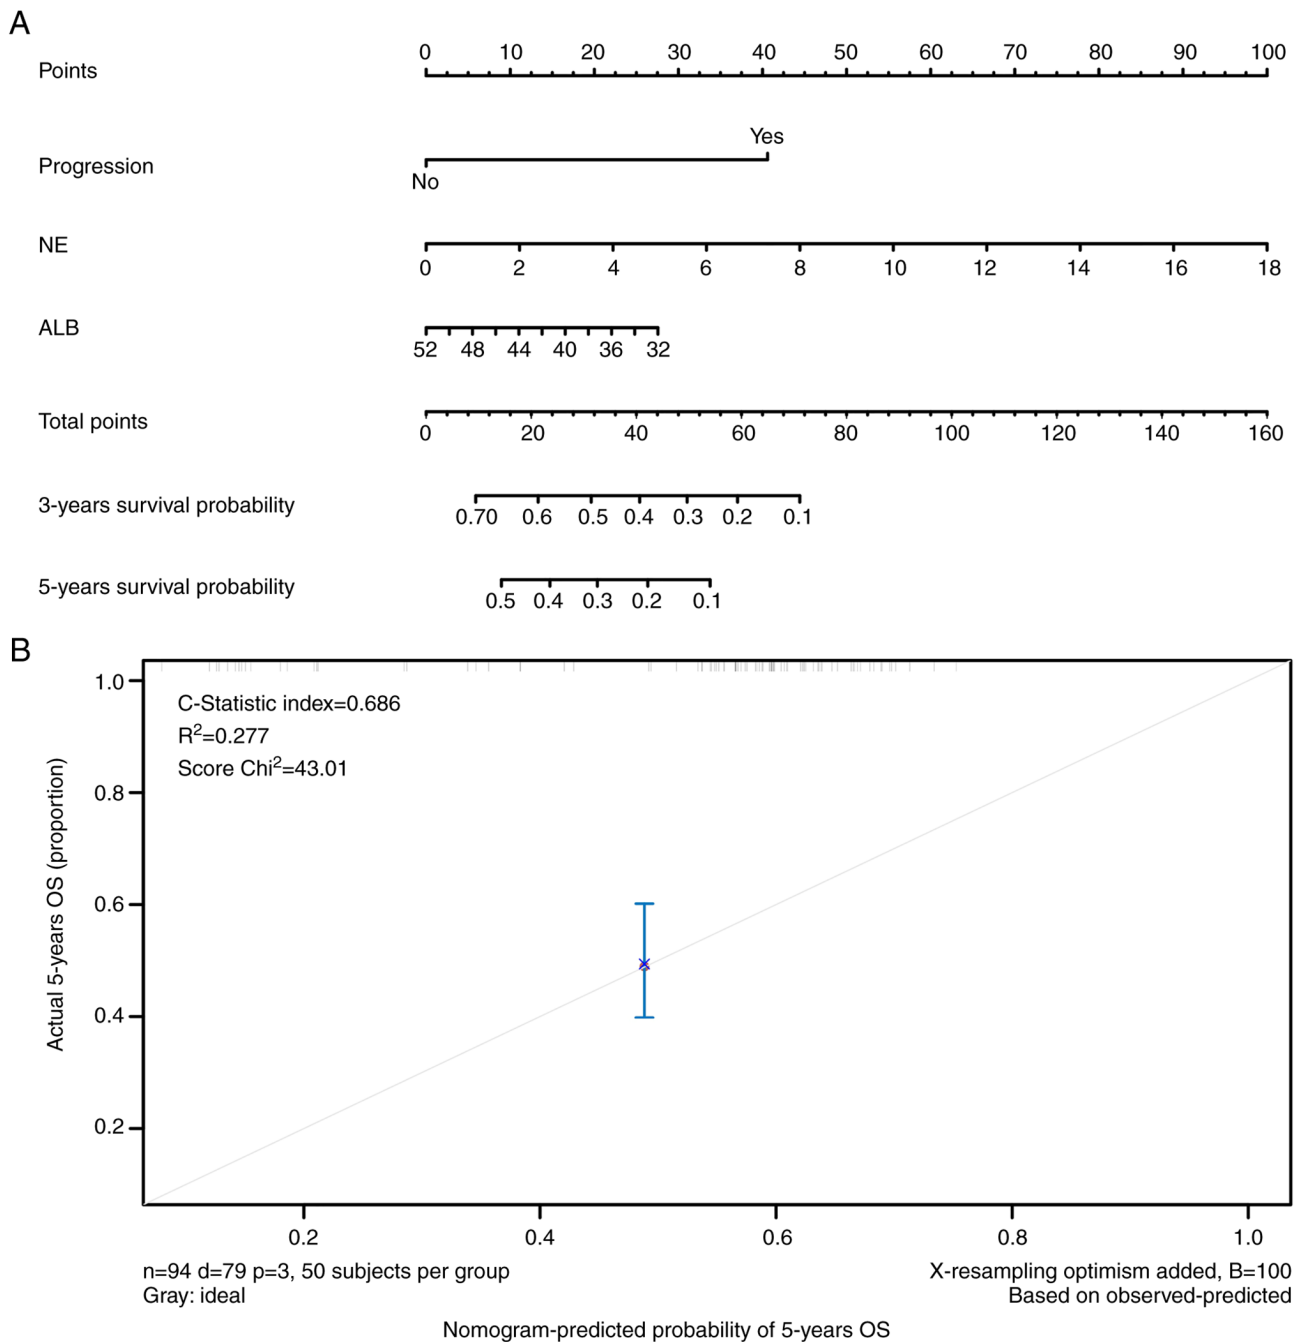 A
Points
0 10 20 30 40 50 60 70 80 90 100
Progression
Yes
No
NE
0 2 4 6 8 10 12 14 16 18
ALB
52 48 44 40 36 32
Total points
0 20 40 60 80 100 120 140 160
3-years survival probability
0.70 0.6 0.5 0.4 0.3 0.2 0.1
5-years survival probability
0.5 0.4 0.3 0.2 0.1
B
C-Statistic index=0.686
R²=0.277
Score Chi²=43.01
Actual 5-years OS (proportion)
1.0
0.8
0.6
0.4
0.2
0.2 0.4 0.6 0.8 1.0
n=94 d=79 p=3, 50 subjects per group
Gray: ideal
X-resampling optimism added, B=100
Based on observed-predicted
Nomogram-predicted probability of 5-years OS